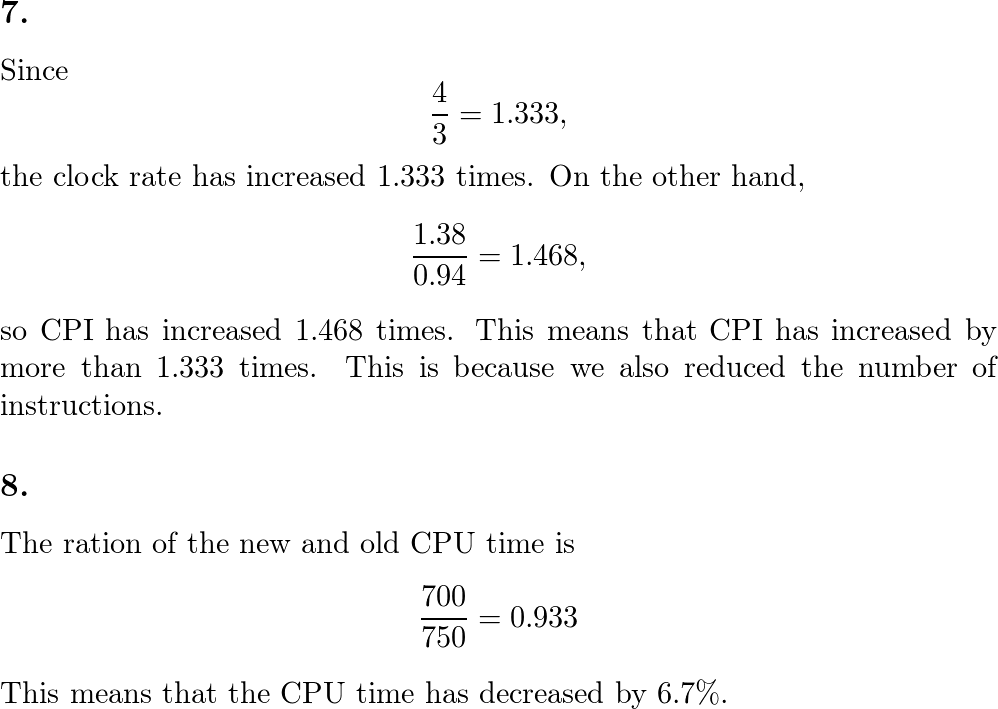 7.
Since
4/3 = 1.333,
the clock rate has increased 1.333 times. On the other hand,
1.38/0.94 = 1.468,
so CPI has increased 1.468 times. This means that CPI has increased by
more than 1.333 times. This is because we also reduced the number of
instructions.
8.
The ration of the new and old CPU time is
700/750 = 0.933
This means that the CPU time has decreased by 6.7%.